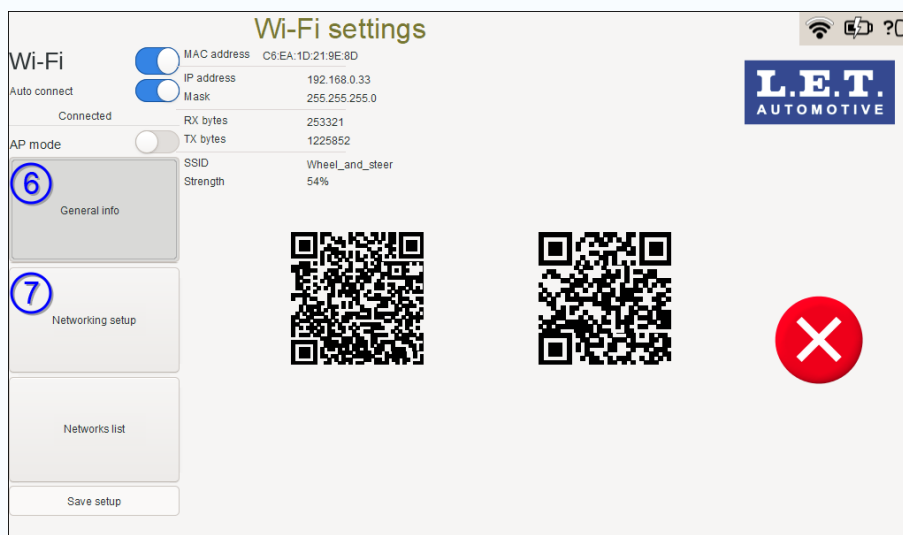 Wi-Fi settings
?
Wi-Fi
MAC address C6:EA:1D:21:9E:8D
Auto connect
IP address 192.168.0.33
Mask 255.255.255.0
L.E.T.
AUTOMOTIVE
Connected
RX bytes 253321
TX bytes 1225852
AP mode
SSID Wheel_and_steer
Strength 54%
6
General info
7
Networking setup
Networks list
Save setup